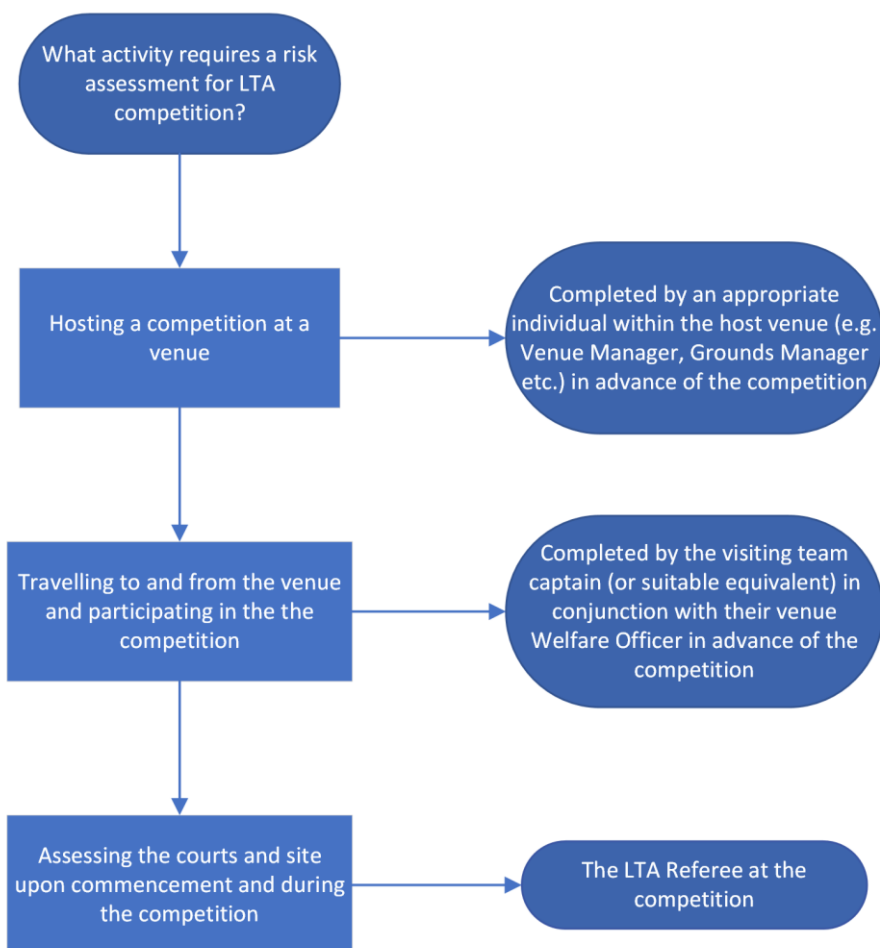 What activity requires a risk
assessment for LTA
competition?
Hosting a competition at a
venue
Completed by an appropriate
individual within the host venue (e.g.
Venue Manager, Grounds Manager
etc.) in advance of the competition
Travelling to and from the venue
and participating in the the
competition
Completed by the visiting team
captain (or suitable equivalent) in
conjunction with their venue
Welfare Officer in advance of the
competition
Assessing the courts and site
upon commencement and during
the competition
The LTA Referee at the
competition